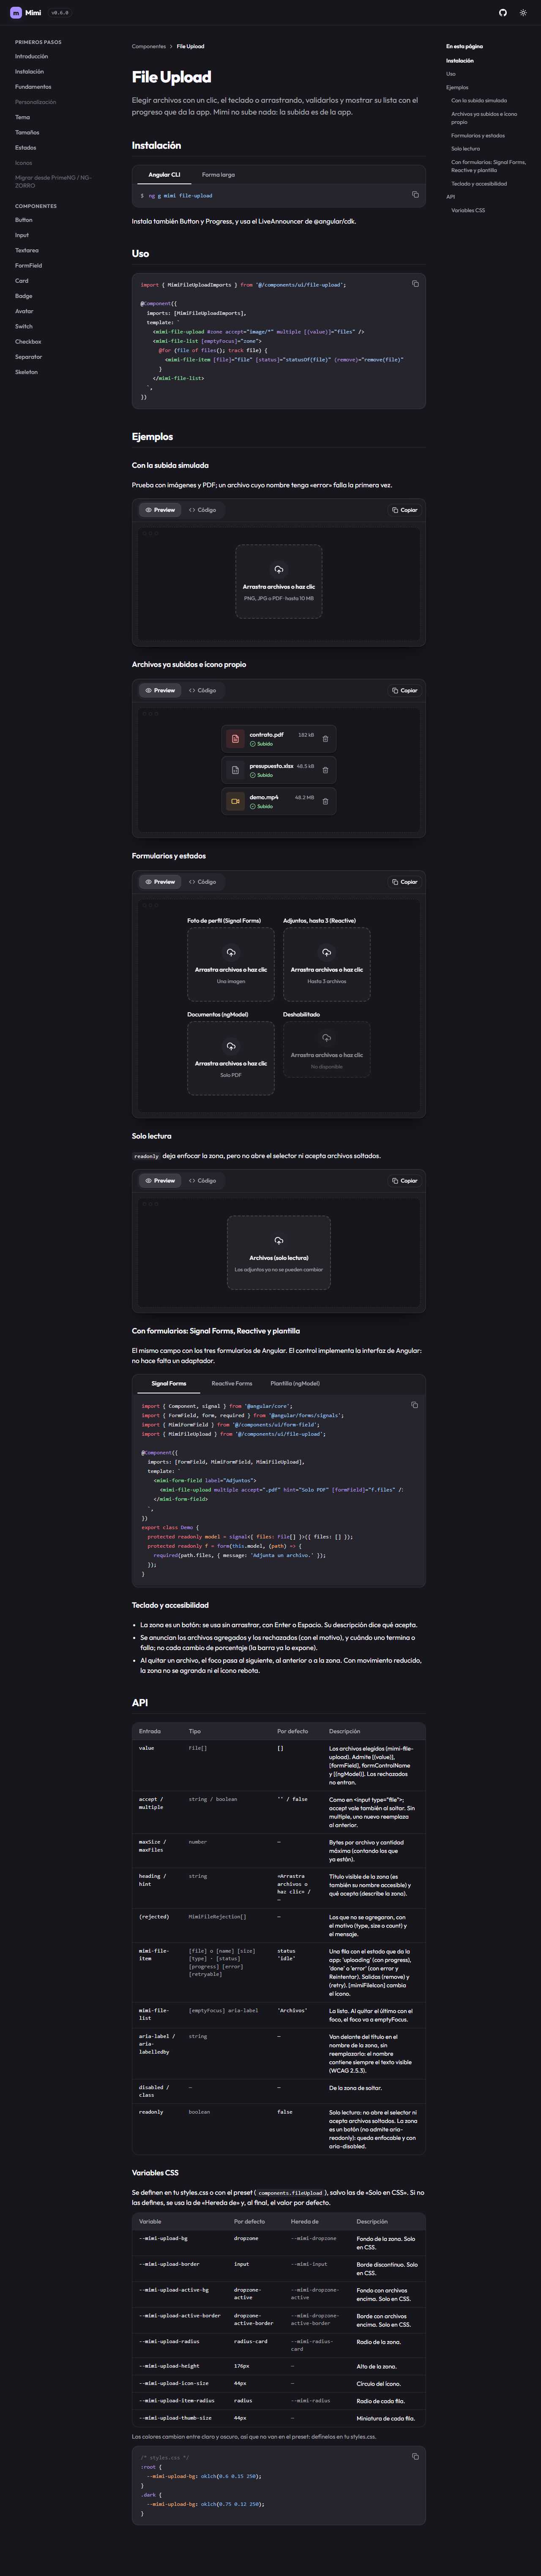 m Mimi v0.6.0
PRIMEROS PASOS
Introducción
Instalación
Fundamentos
Personalización
Tema
Tamaños
Estados
Iconos
Migrar desde PrimeNG / NG-
ZORRO
COMPONENTES
Button
Input
Textarea
FormField
Card
Badge
Avatar
Switch
Checkbox
Separator
Skeleton
Componentes > File Upload
File Upload
Elegir archivos con un clic, el teclado o arrastrando, validarlos y mostrar su lista con el
progreso que da la app. Mimi no sube nada: la subida es de la app.
Instalación
Angular CLI Forma larga
$ ng g mimi file-upload
Instala también Button y Progress, y usa el LiveAnnouncer de @angular/cdk.
Uso
import { MimiFileUploadImports } from '@/components/ui/file-upload';
@Component({
imports: [MimiFileUploadImports],
template: `
<mimi-file-upload #zone accept="image/*" multiple [(value)]="files" />
<mimi-file-list [emptyFocus]="zone">
@for (file of files(); track file) {
<mimi-file-item [file]="file" [status]="statusOf(file)" (remove)="remove(file)"
}
</mimi-file-list>
`,
})
Ejemplos
Con la subida simulada
Prueba con imágenes y PDF; un archivo cuyo nombre tenga «error» falla la primera vez.
Preview Código Copiar
Arrastra archivos o haz clic
PNG, JPG o PDF· hasta 10 MB
Archivos ya subidos e ícono propio
Preview Código Copiar
contrato.pdf 182 kB
Subido
presupuesto.xlsx 48.5 kB
Subido
demo.mp4 48.2 MB
Subido
Formularios y estados
Preview Código Copiar
Foto de perfil (Signal Forms) Adjuntos, hasta 3 (Reactive)
Arrastra archivos o haz clic Arrastra archivos o haz clic
Una imagen Hasta 3 archivos
Documentos (ngModel) Deshabilitado
Arrastra archivos o haz clic Arrastra archivos o haz clic
Solo PDF No disponible
Solo lectura
readonly deja enfocar la zona, pero no abre el selector ni acepta archivos soltados.
Preview Código Copiar
Archivos (solo lectura)
Los adjuntos ya no se pueden cambiar
Con formularios: Signal Forms, Reactive y plantilla
El mismo campo con los tres formularios de Angular. El control implementa la interfaz de Angular:
no hace falta un adaptador.
Signal Forms Reactive Forms Plantilla (ngModel)
import { Component, signal } from '@angular/core';
import { FormField, form, required } from '@angular/forms/signals';
import { MimiFormField } from '@/components/ui/form-field';
import { MimiFileUpload } from '@/components/ui/file-upload';
@Component({
imports: [FormField, MimiFormField, MimiFileUpload],
template: `
<mimi-form-field label="Adjuntos">
<mimi-file-upload multiple accept=".pdf" hint="Solo PDF" [formField]="f.files" /
</mimi-form-field>
`,
})
export class Demo {
protected readonly model = signal<{ files: File[] }>({ files: [] });
protected readonly f = form(this.model, (path) => {
required(path.files, { message: 'Adjunta un archivo.' });
});
}
Teclado y accesibilidad
• La zona es un botón: se usa sin arrastrar, con Enter o Espacio. Su descripción dice qué acepta.
• Se anuncian los archivos agregados y los rechazados (con el motivo), y cuándo uno termina o
falla; no cada cambio de porcentaje (la barra ya lo expone).
• Al quitar un archivo, el foco pasa al siguiente, al anterior o a la zona. Con movimiento reducido,
la zona no se agranda ni el ícono rebota.
API
Entrada Tipo Por defecto Descripción
value File[] [] Los archivos elegidos (mimi-file-
upload). Admite [(value)],
[formField], formControlName
y [(ngModel)]. Los rechazados
no entran.
accept / multiple string / boolean '' / false Como en <input type="file">;
accept vale también al soltar. Sin
multiple, uno nuevo reemplaza
al anterior.
maxSize / maxFiles number — Bytes por archivo y cantidad
máxima (contando los que
ya están).
heading / hint string «Arrastra archivos o haz clic» / — Título visible de la zona (es
también su nombre accesible) y
qué acepta (describe la zona).
(rejected) MimiFileRejection[] — Los que no se agregaron, con
el motivo (type, size o count) y
el mensaje.
mimi-file-item [file] o [name] [size] [type] · [status] [progress] [error] [retryable] status 'idle' Una fila con el estado que da la
app: 'uploading' (con progress),
'done' o 'error' (con error y
Reintentar). Salidas (remove) y
(retry). [mimiFileIcon] cambia
el ícono.
mimi-file-list [emptyFocus] aria-label 'Archivos' La lista. Al quitar el último con el
foco, el foco va a emptyFocus.
aria-label / aria-labelledby string — Van delante del título en el
nombre de la zona, sin
reemplazarlo: el nombre
contiene siempre el texto visible
(WCAG 2.5.3).
disabled / class — — De la zona de soltar.
readonly boolean false Solo lectura: no abre el selector ni
acepta archivos soltados. La zona
es un botón (no admite aria-
readonly): queda enfocable y con
aria-disabled.
Variables CSS
Se definen en tu styles.css o con el preset ( components.fileUpload ), salvo las de «Solo en CSS». Si no
las defines, se usa la de «Hereda de» y, al final, el valor por defecto.
Variable Por defecto Hereda de Descripción
--mimi-upload-bg dropzone --mimi-dropzone Fondo de la zona. Solo
en CSS.
--mimi-upload-border input --mimi-input Borde discontinuo. Solo
en CSS.
--mimi-upload-active-bg dropzone-active --mimi-dropzone-active Fondo con archivos
encima. Solo en CSS.
--mimi-upload-active-border dropzone-active-border --mimi-dropzone-active-border Borde con archivos
encima. Solo en CSS.
--mimi-upload-radius radius-card --mimi-radius-card Radio de la zona.
--mimi-upload-height 176px — Alto de la zona.
--mimi-upload-icon-size 44px — Círculo del ícono.
--mimi-upload-item-radius radius --mimi-radius Radio de cada fila.
--mimi-upload-thumb-size 44px — Miniatura de cada fila.
Los colores cambian entre claro y oscuro, así que no van en el preset: defínelos en tu styles.css.
/* styles.css */
:root {
--mimi-upload-bg: oklch(0.6 0.15 250);
}
.dark {
--mimi-upload-bg: oklch(0.75 0.12 250);
}
En esta página
Instalación
Uso
Ejemplos
Con la subida simulada
Archivos ya subidos e ícono
propio
Formularios y estados
Solo lectura
Con formularios: Signal Forms,
Reactive y plantilla
Teclado y accesibilidad
API
Variables CSS